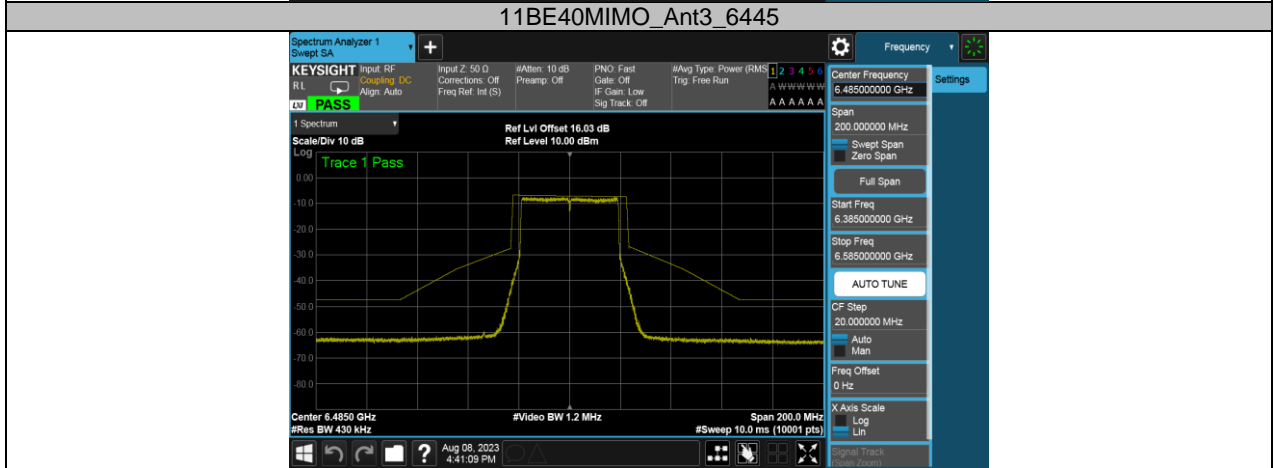 11BE40MIMO_Ant3_6445
Spectrum Analyzer 1
Swept SA
Frequency
KEYSIGHT
RL
LXI
PASS
Input: RF
Coupling: DC
Align: Auto
Input Z: 50 Ω
Corrections: Off
Freq Ref: Int (S)
#Atten: 10 dB
Preamp: Off
PNO: Fast
Gate: Off
IF Gain: Low
Sig Track: Off
#Avg Type: Power (RMS
Trig: Free Run
1 2 3 4 5 6
A W W W W W
A A A A A A
1 Spectrum
Scale/Div 10 dB
Ref Lvl Offset 16.03 dB
Ref Level 10.00 dBm
Log
Trace 1 Pass
0.00
-10.0
-20.0
-30.0
-40.0
-50.0
-60.0
-70.0
-80.0
Center 6.4850 GHz
#Res BW 430 kHz
#Video BW 1.2 MHz
Span 200.0 MHz
#Sweep 10.0 ms (10001 pts)
Aug 08, 2023
4:41:09 PM
Center Frequency
6.485000000 GHz
Settings
Span
200.000000 MHz
Swept Span
Zero Span
Full Span
Start Freq
6.385000000 GHz
Stop Freq
6.585000000 GHz
AUTO TUNE
CF Step
20.000000 MHz
Auto
Man
Freq Offset
0 Hz
X Axis Scale
Log
Lin
Signal Track
(Span Zoom)